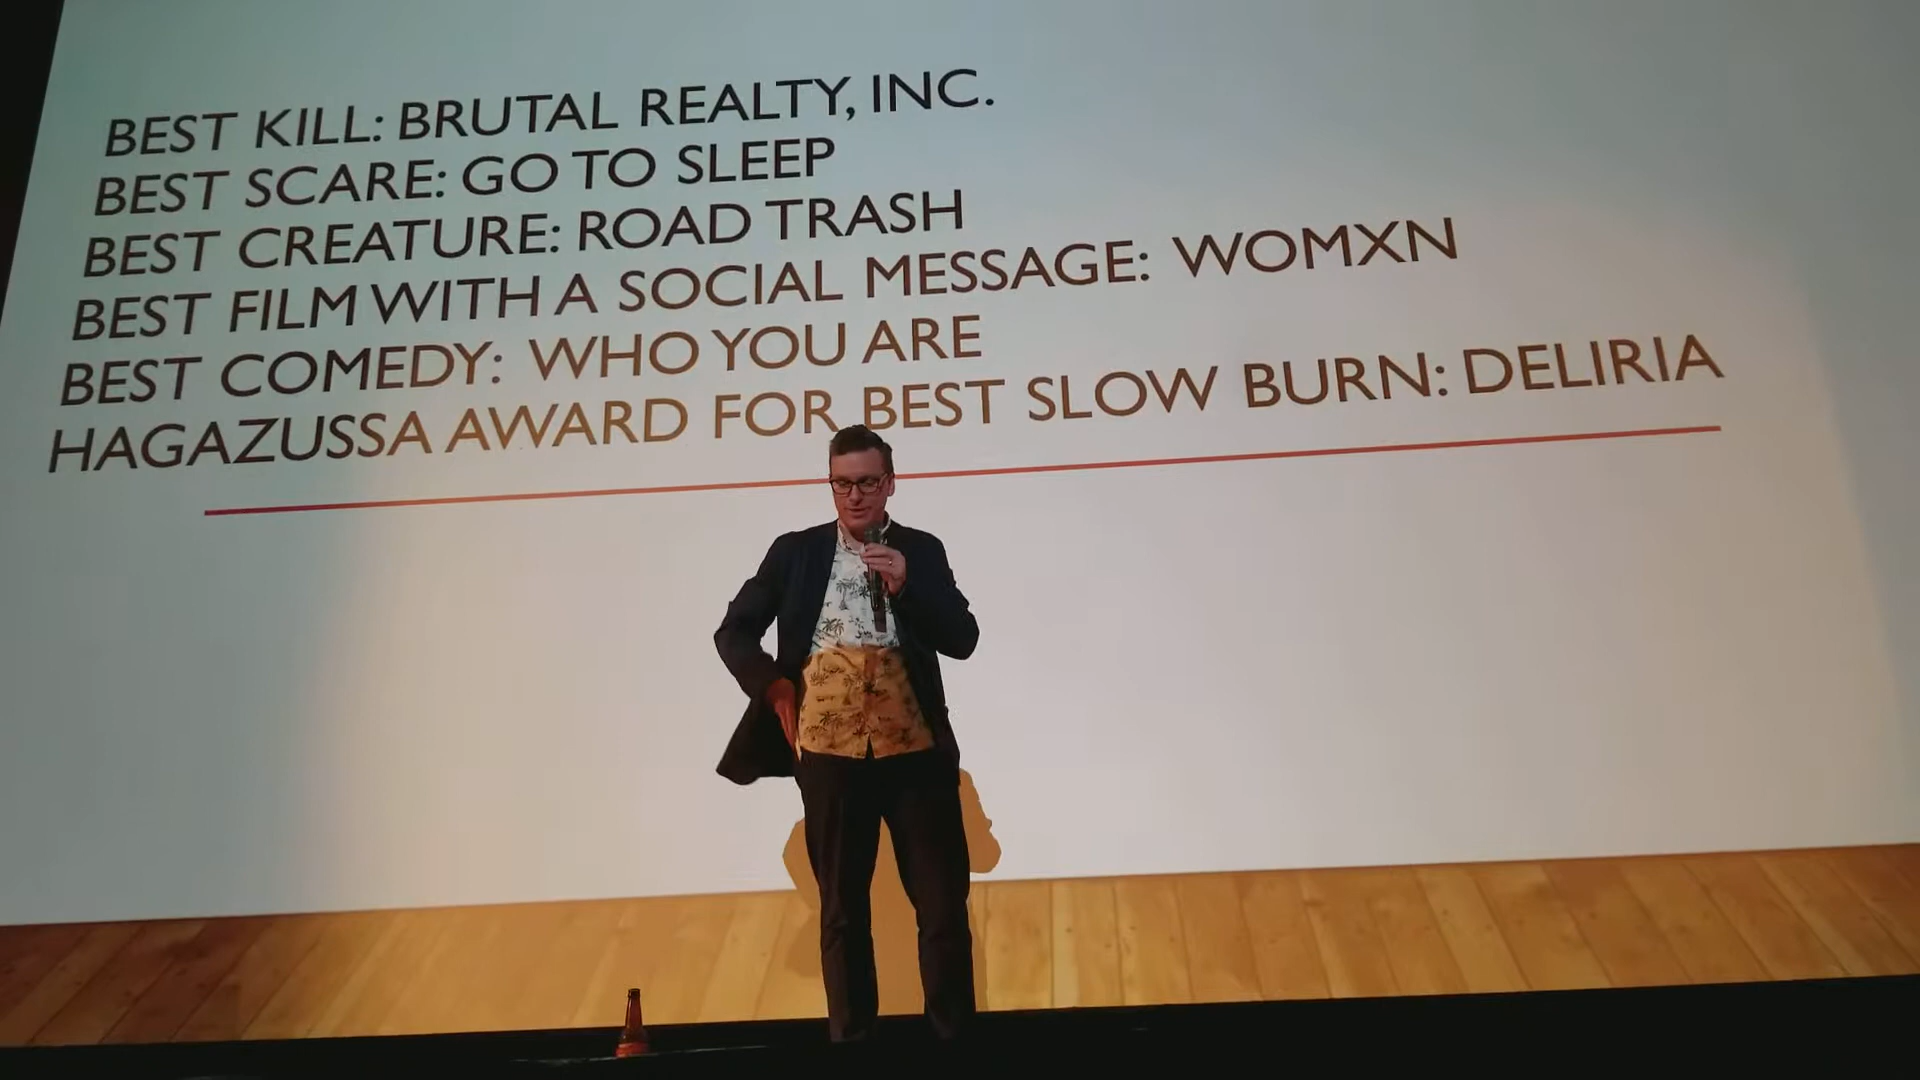 BEST KILL: BRUTAL REALTY, INC.
BEST SCARE: GO TO SLEEP
BEST CREATURE: ROAD TRASH
BEST FILM WITH A SOCIAL MESSAGE: WOMXN
BEST COMEDY: WHO YOU ARE
HAGAZUSSA AWARD FOR BEST SLOW BURN: DELIRIA